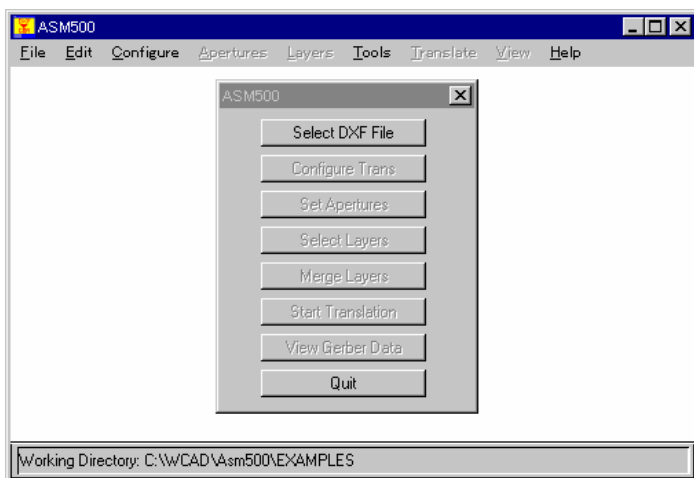 ASM500
File Edit Configure Apertures Layers Tools Translate View Help
ASM500
Select DXF File
Configure Trans
Set Apertures
Select Layers
Merge Layers
Start Translation
View Gerber Data
Quit
Working Directory: C:\WCAD\Asm500\EXAMPLES